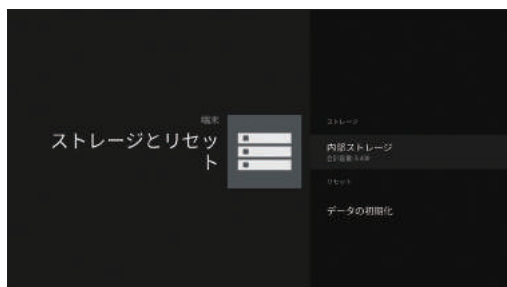 端末
ストレージとリセッ
ト
ストレージ
内部ストレージ
リセット
データの初期化